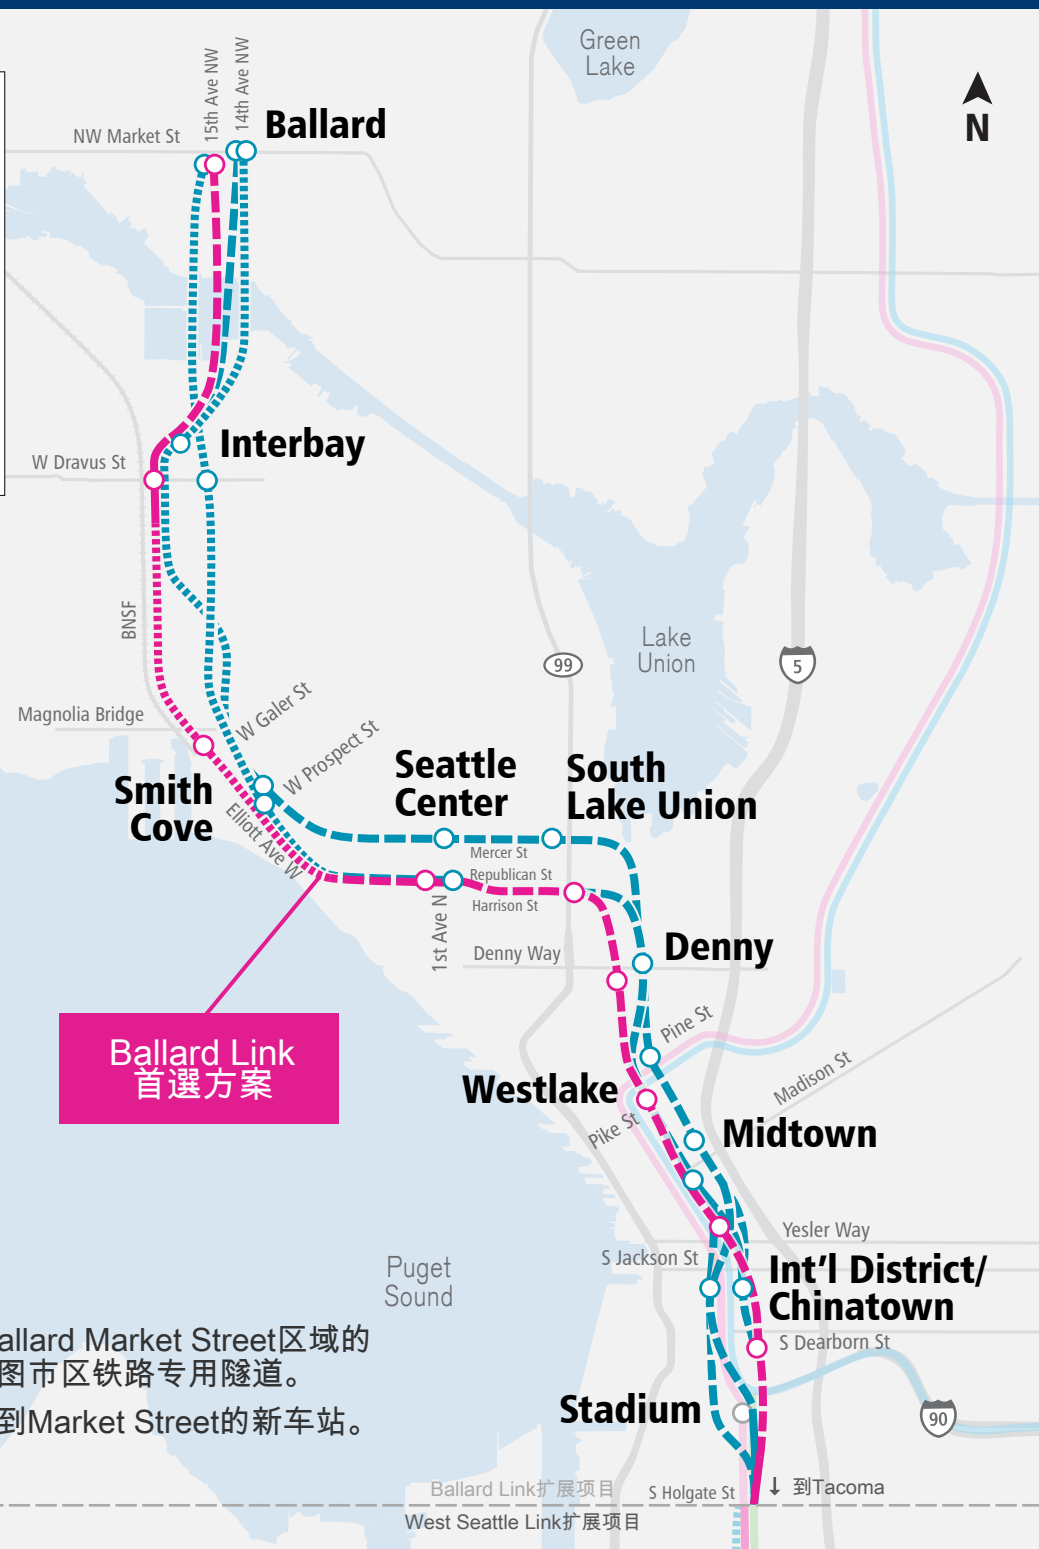 Green
Lake
N
15th Ave NW
14th Ave NW
Ballard
NW Market St
Interbay
W Dravus St
BNSF
Lake
Union
99
5
W Galer St
Magnolia Bridge
W Prospect St
Seattle
Center
South
Lake Union
Smith
Cove
Elliott Ave W
Mercer St
Republican St
Harrison St
1st Ave N
Denny Way
Denny
Pine St
Ballard Link
首選方案
Westlake
Madison St
Pike St
Midtown
Yesler Way
S Jackson St
Int'l District/
Chinatown
Puget
Sound
S Dearborn St
allard Market Street区域的
图市区铁路专用隧道。
到Market Street的新车站。
Stadium
90
Ballard Link扩展项目
S Holgate St
↓ 到Tacoma
West Seattle Link扩展项目